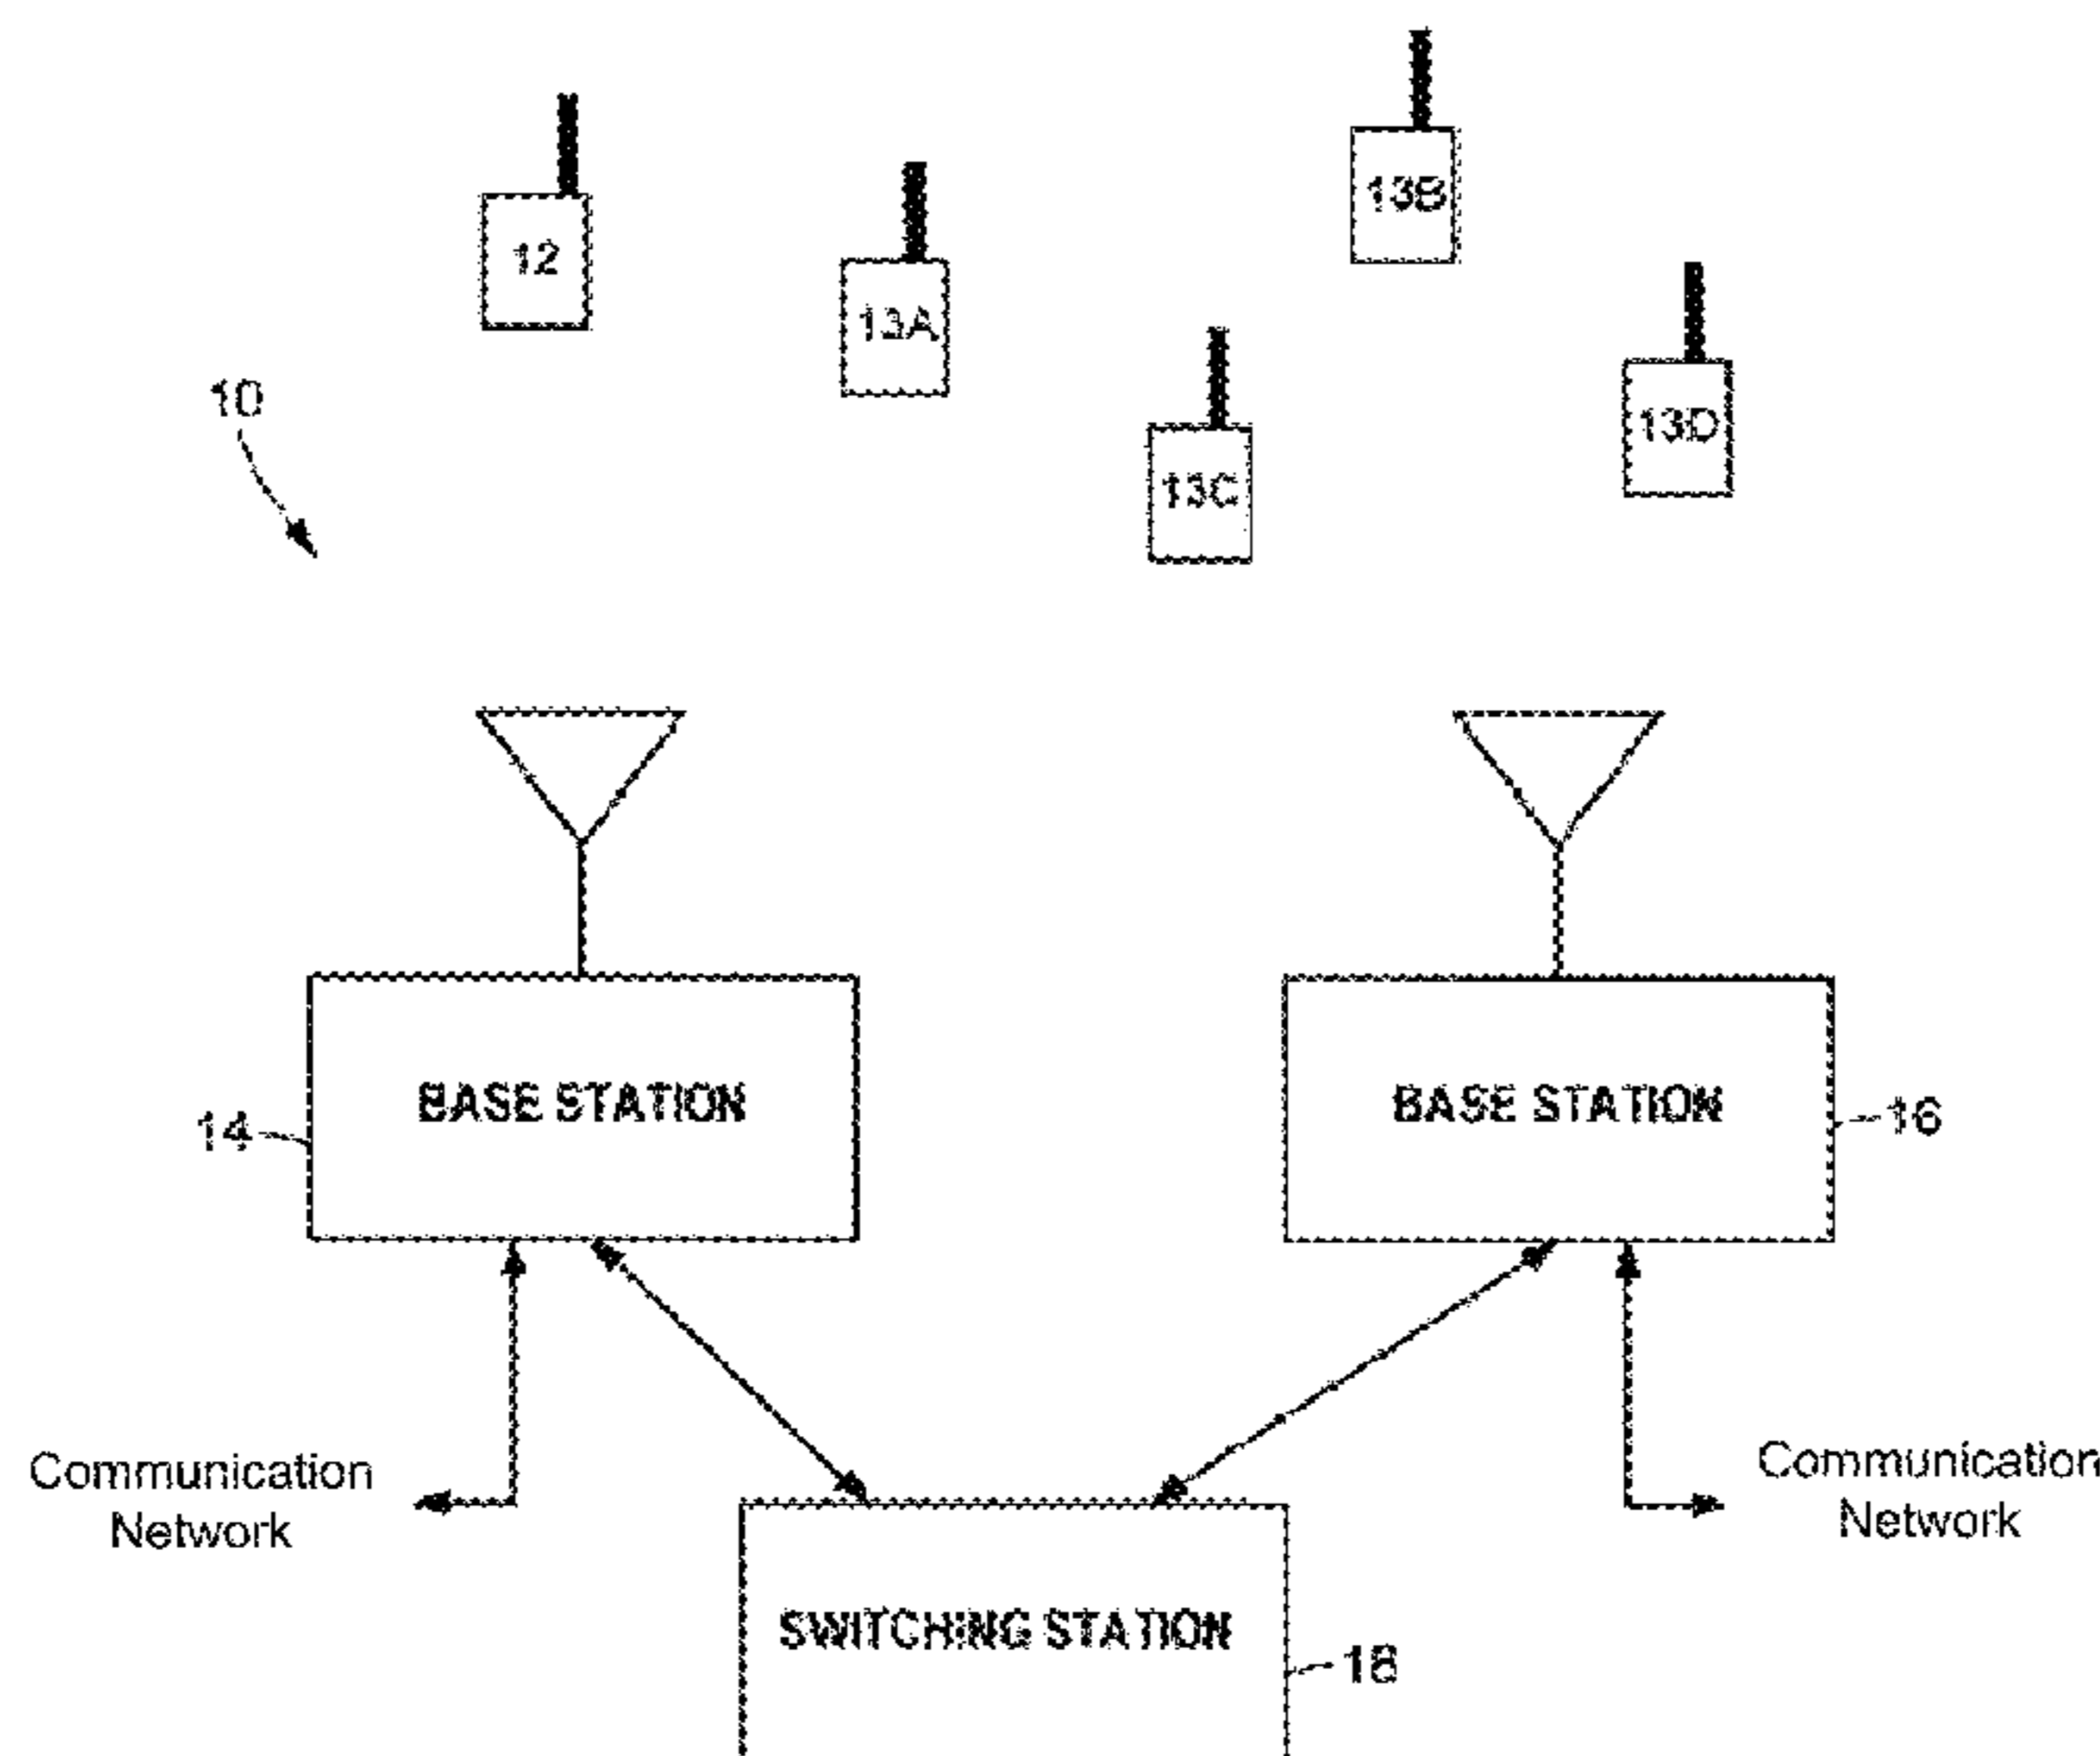 13B
12
13A
10
13D
13C
BASE STATION
BASE STATION
14
16
Communication
Network
Communication
Network
SWITCHING STATION
18